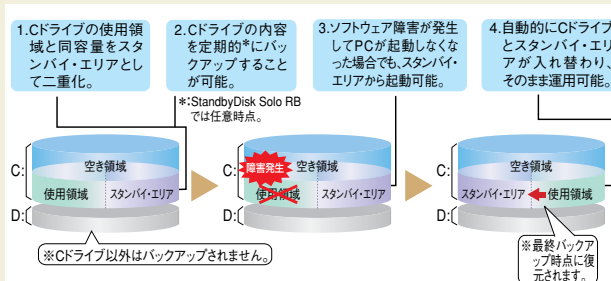 1.Cドライブの使用領
域と同容量をスタ
ンバイ・エリアとし
て二重化。
2.Cドライブの内容
を定期的*にバッ
クアップすること
が可能。
*:StandbyDisk Solo RB
では任意時点。
3.ソフトウェア障害が発生
してPCが起動しなくな
った場合でも、スタンバイ・
エリアから起動可能。
4.自動的にCドライブ
とスタンバイ・エリ
アが入れ替わり、
そのまま運用可能。
C:
空き領域
使用領域
スタンバイ・エリア
D:
※Cドライブ以外はバックアップされません。
C:
障害発生
空き領域
使用領域
スタンバイ・エリア
D:
C:
空き領域
スタンバイ・エリア
使用領域
D:
※最終バックア
ップ時点に復
元されます。